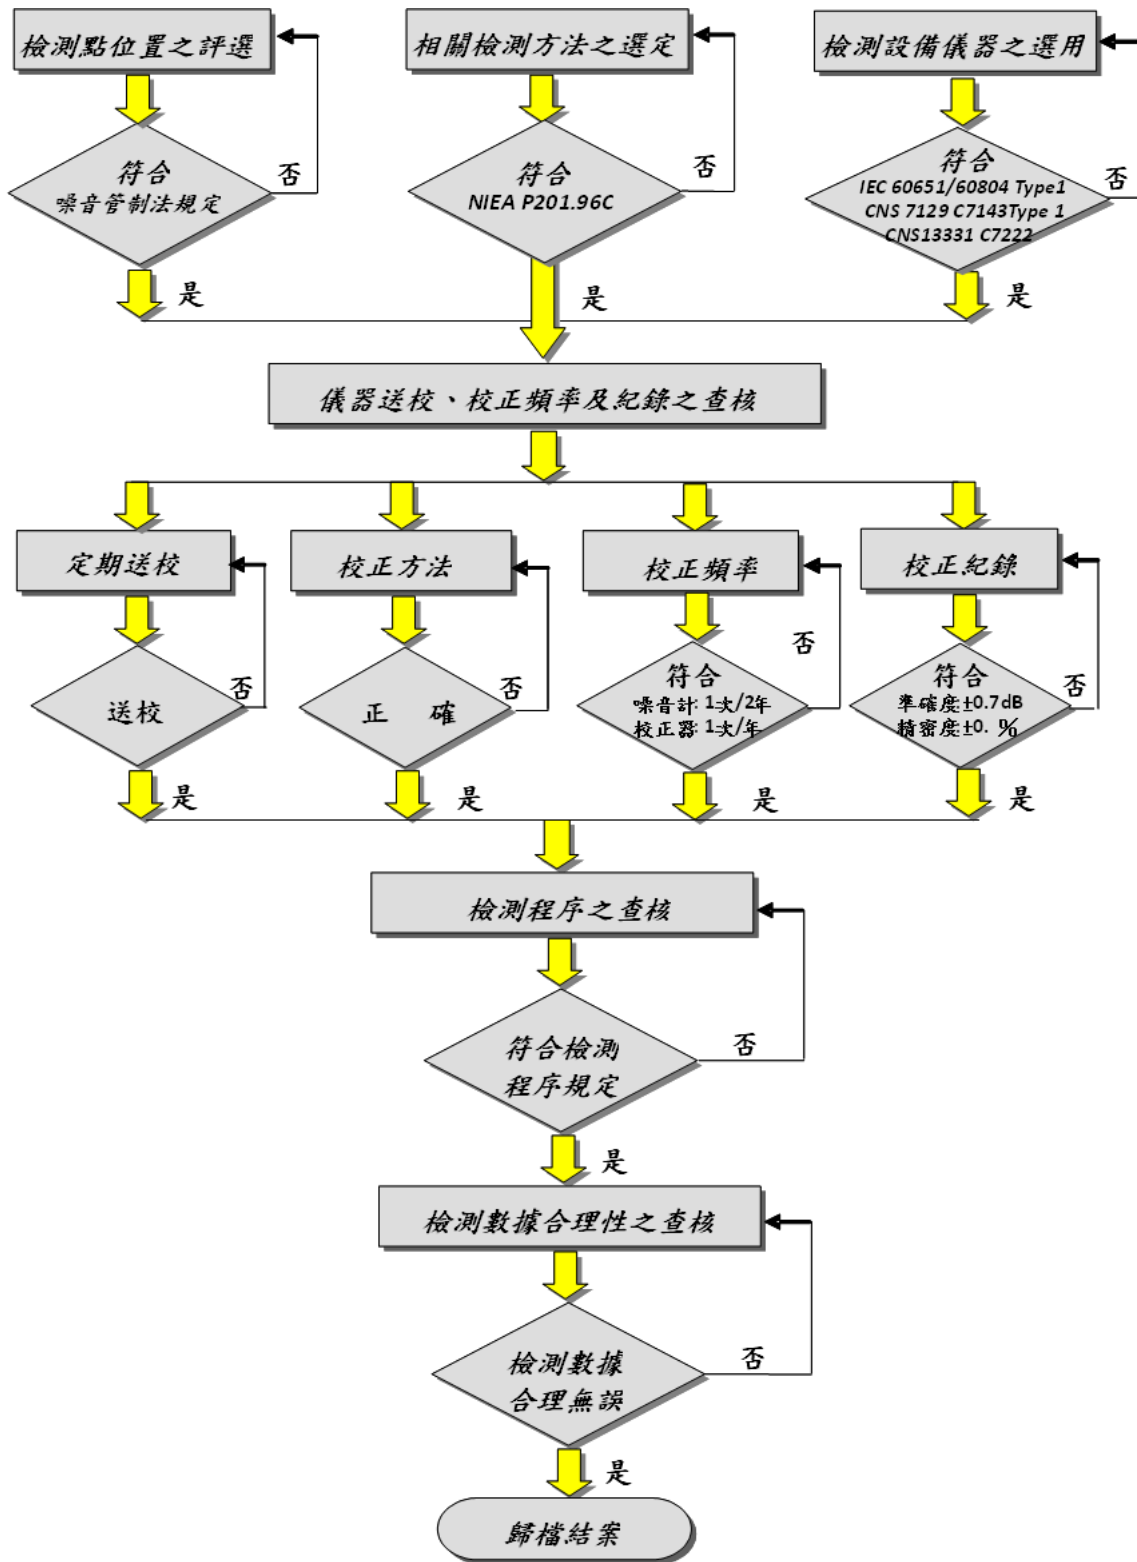 檢測點位置之評選
相關檢測方法之選定
檢測設備儀器之選用
符合
噪音管制法規定
否
符合
NIEA P201.96C
否
符合
IEC 60651/60804 Type1
CNS 7129 C7143Type 1
CNS13331 C7222
否
是
是
是
儀器送校、校正頻率及紀錄之查核
定期送校
校正方法
校正頻率
校正紀錄
送校
否
正 確
否
符合
噪音計: 1次/2年
校正器: 1次/年
否
符合
準確度±0.7dB
精密度±0. %
否
是
是
是
是
檢測程序之查核
符合檢測
程序規定
否
是
檢測數據合理性之查核
檢測數據
合理無誤
否
是
歸檔結案